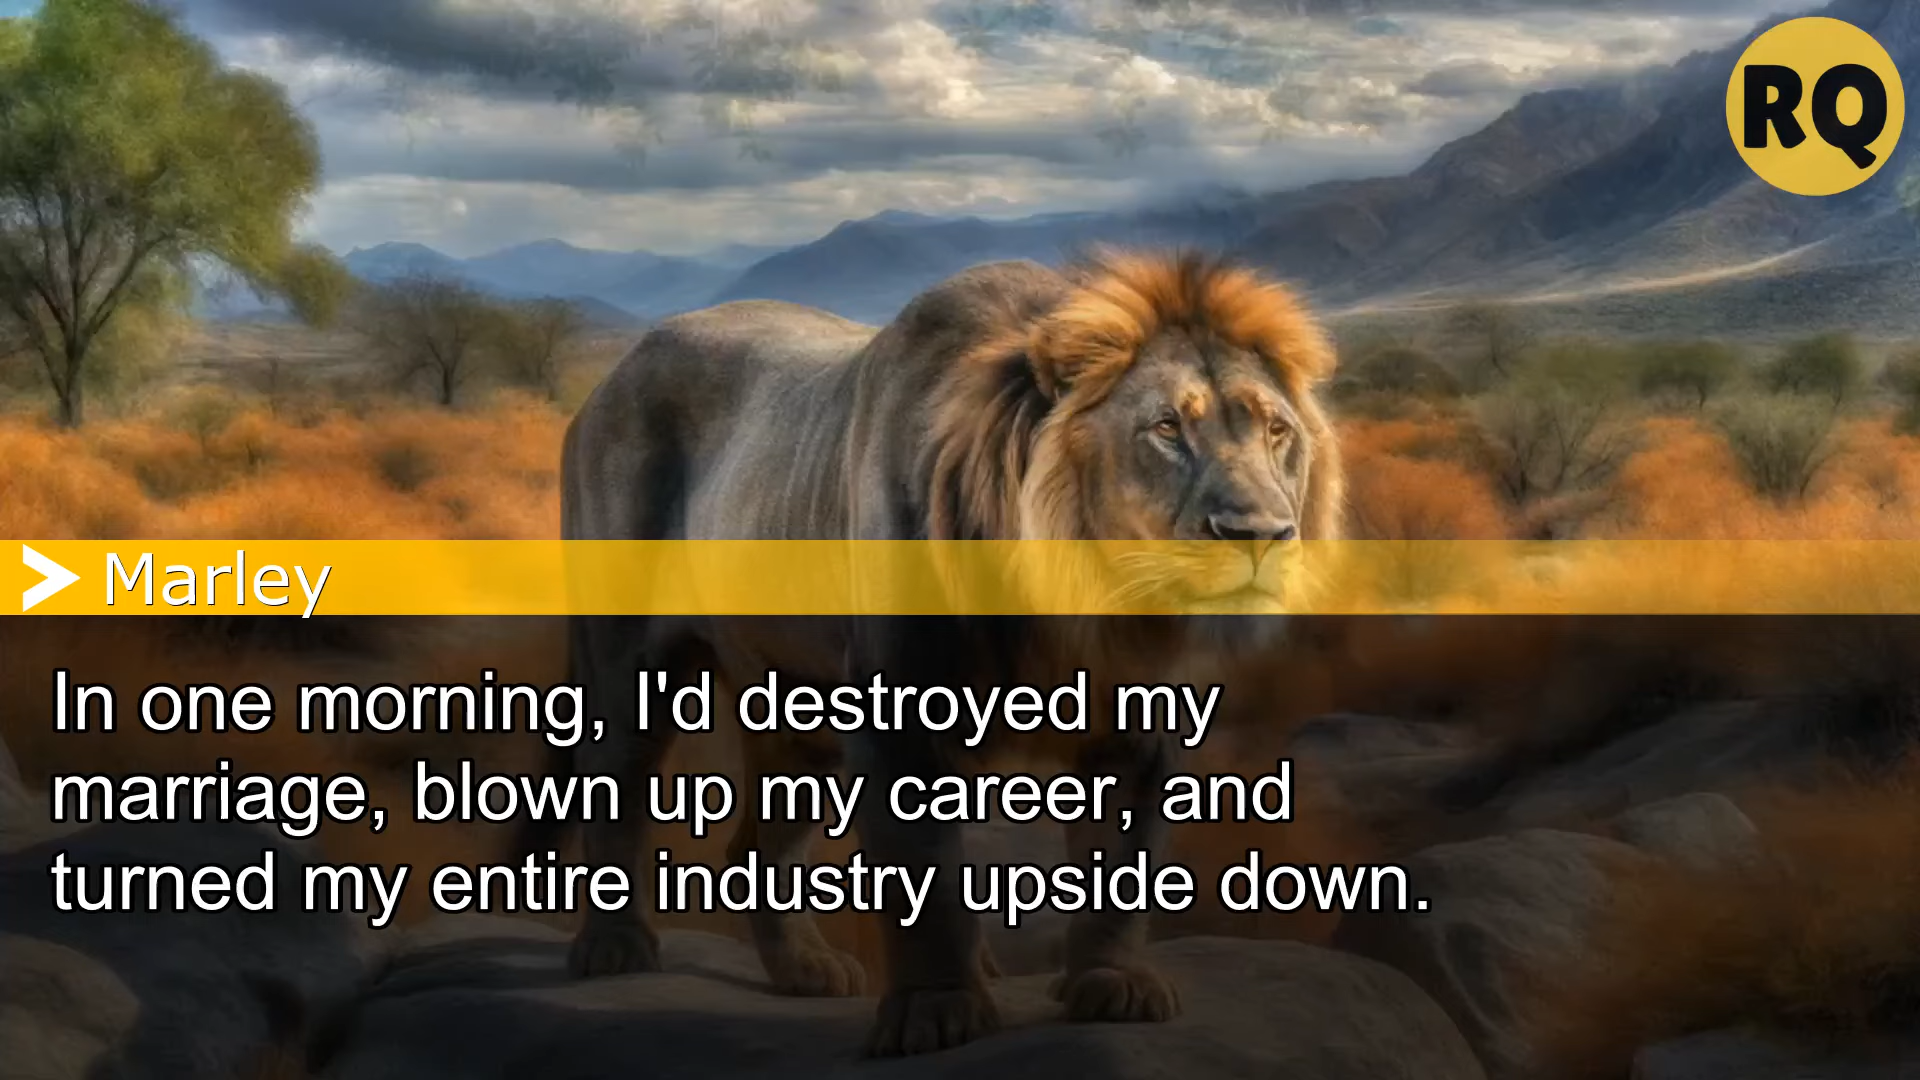 RQ
Marley
In one morning, I'd destroyed my
marriage, blown up my career, and
turned my entire industry upside down.